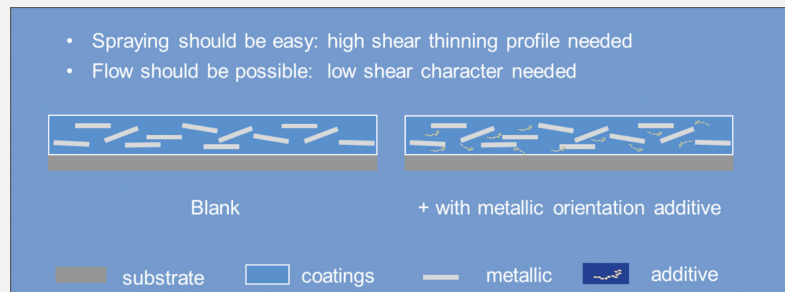 • Spraying should be easy: high shear thinning profile needed
• Flow should be possible: low shear character needed
Blank
+ with metallic orientation additive
substrate
coatings
metallic
additive